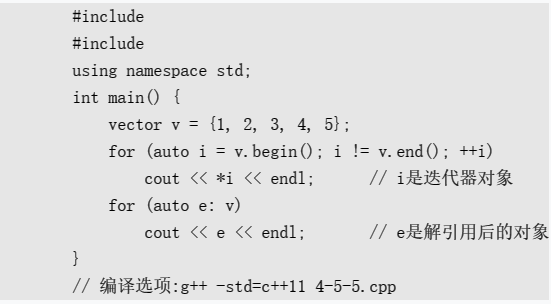 #include
#include
using namespace std;
int main() {
    vector v = {1, 2, 3, 4, 5};
    for (auto i = v.begin(); i != v.end(); ++i)
        cout << *i << endl;      // i是迭代器对象
    for (auto e: v)
        cout << e << endl;       // e是解引用后的对象
}
// 编译选项:g++ -std=c++11 4-5-5.cpp